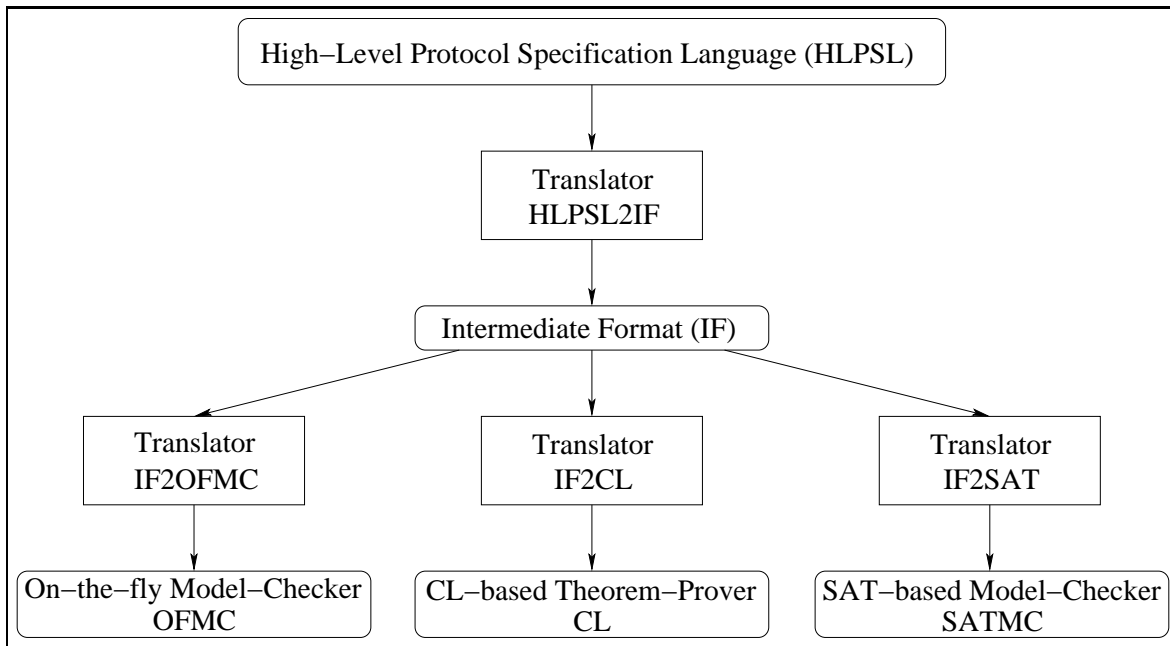 High−Level Protocol Specification Language (HLPSL)
Translator
HLPSL2IF
Intermediate Format (IF)
Translator
IF2OFMC
Translator
IF2CL
Translator
IF2SAT
On−the−fly Model−Checker
OFMC
CL−based Theorem−Prover
CL
SAT−based Model−Checker
SATMC